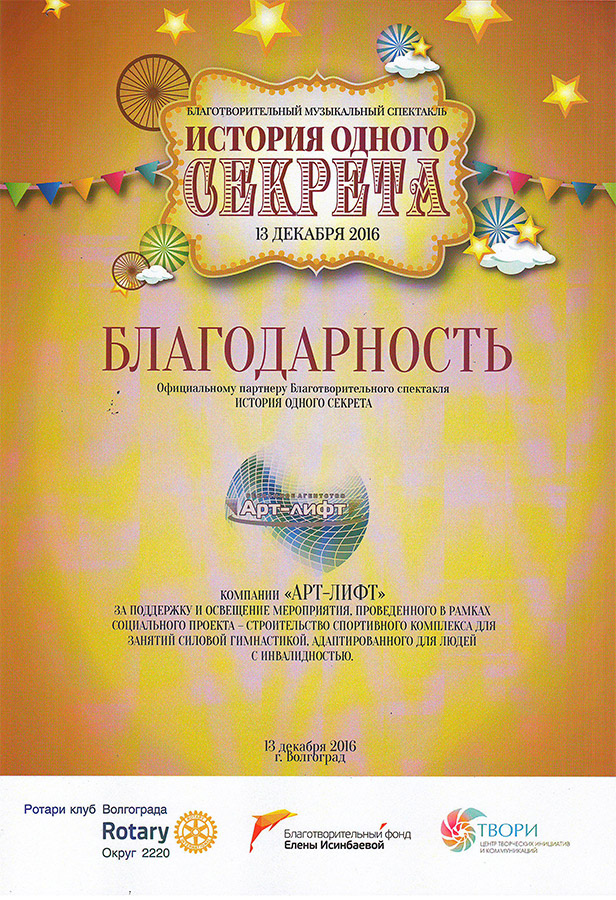 БЛАГОТВОРИТЕЛЬНЫЙ МУЗЫКАЛЬНЫЙ СПЕКТАКЛЬ
ИСТОРИЯ ОДНОГО
СЕКРЕТА
13 ДЕКАБРЯ 2016
БЛАГОДАРНОСТЬ
Официальному партнеру Благотворительного спектакля
ИСТОРИЯ ОДНОГО СЕКРЕТА
АГЕНТСТВО
Арт-лифт
КОМПАНИИ «АРТ-ЛИФТ»
ЗА ПОДДЕРЖКУ И ОСВЕЩЕНИЕ МЕРОПРИЯТИЯ, ПРОВЕДЕННОГО В РАМКАХ
СОЦИАЛЬНОГО ПРОЕКТА – СТРОИТЕЛЬСТВО СПОРТИВНОГО КОМПЛЕКСА ДЛЯ
ЗАНЯТИЙ СИЛОВОЙ ГИМНАСТИКОЙ, АДАПТИРОВАННОГО ДЛЯ ЛЮДЕЙ
С ИНВАЛИДНОСТЬЮ.
13 декабря 2016
г. Волгоград
Ротари клуб Волгограда
Rotary
Округ 2220
Благотворительный фонд
Елены Исинбаевой
ТВОРИ
ЦЕНТР ТВОРЧЕСКИХ ИНИЦИАТИВ
И КОММУНИКАЦИЙ